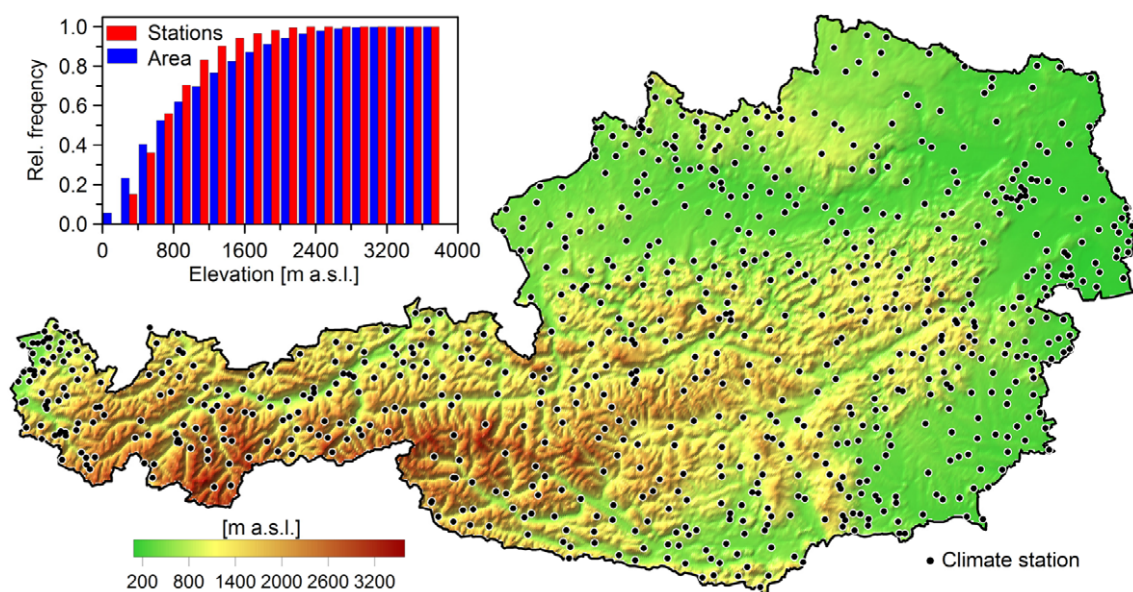 1.0
0.8
0.6
0.4
0.2
0.0
Rel. freqency
Stations
Area
0 800 1600 2400 3200 4000
Elevation [m a.s.l.]
[m a.s.l.]
200 800 1400 2000 2600 3200
Climate station